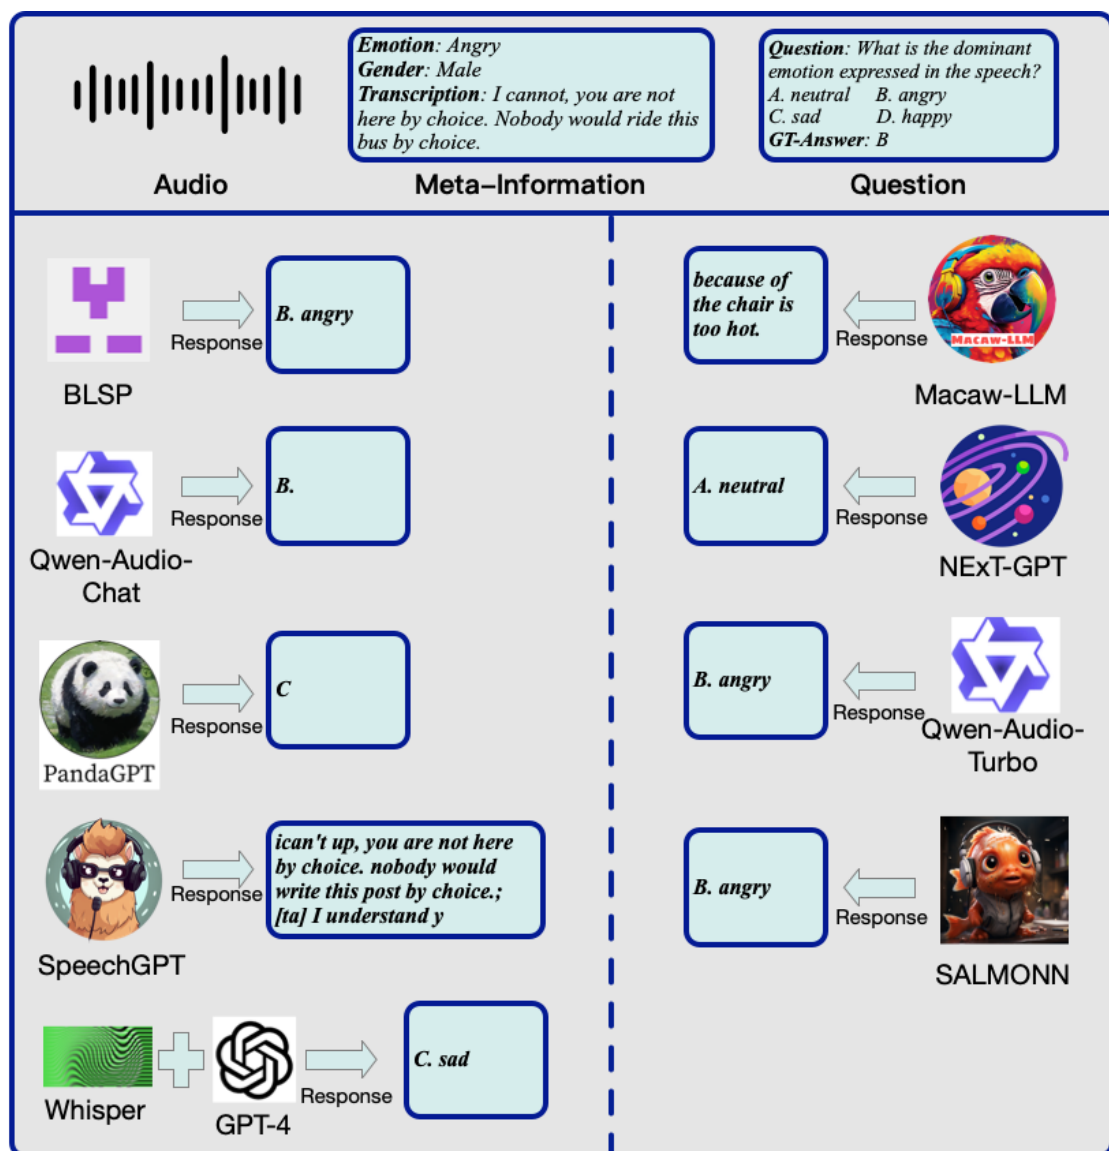 Emotion: Angry
Gender: Male
Transcription: I cannot, you are not
here by choice. Nobody would ride this
bus by choice.
Question: What is the dominant
emotion expressed in the speech?
A. neutral B. angry
C. sad D. happy
GT-Answer: B
Audio
Meta-Information
Question
B. angry
Response
BLSP
because of
the chair is
too hot.
Response
MACAW-LLM
Macaw-LLM
B.
Response
Qwen-Audio-
Chat
A. neutral
Response
NExT-GPT
C
Response
PandaGPT
B. angry
Response
Qwen-Audio-
Turbo
ican't up, you are not here
by choice. nobody would
write this post by choice.;
[ta] I understand y
Response
SpeechGPT
B. angry
Response
SALMONN
Whisper
GPT-4
Response
C. sad